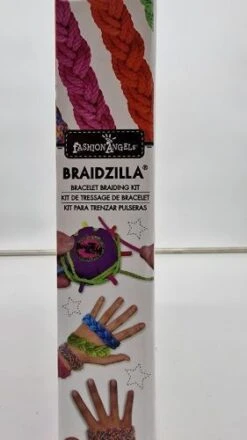 FASHION ANGELS
BRAIDZILLA®
BRACELET BRAIDING KIT
KIT DE TRESSAGE DE BRACELET
KIT PARA TRENZAR PULSERAS